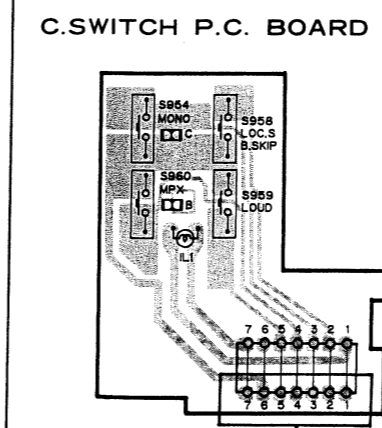 C.SWITCH P.C. BOARD
S954
MONO
C
S958
LOC.S
B.SKIP
S960
MPX
B
S959
LOUD
IL1
7 6 5 4 3 2 1
7 6 5 4 3 2 1